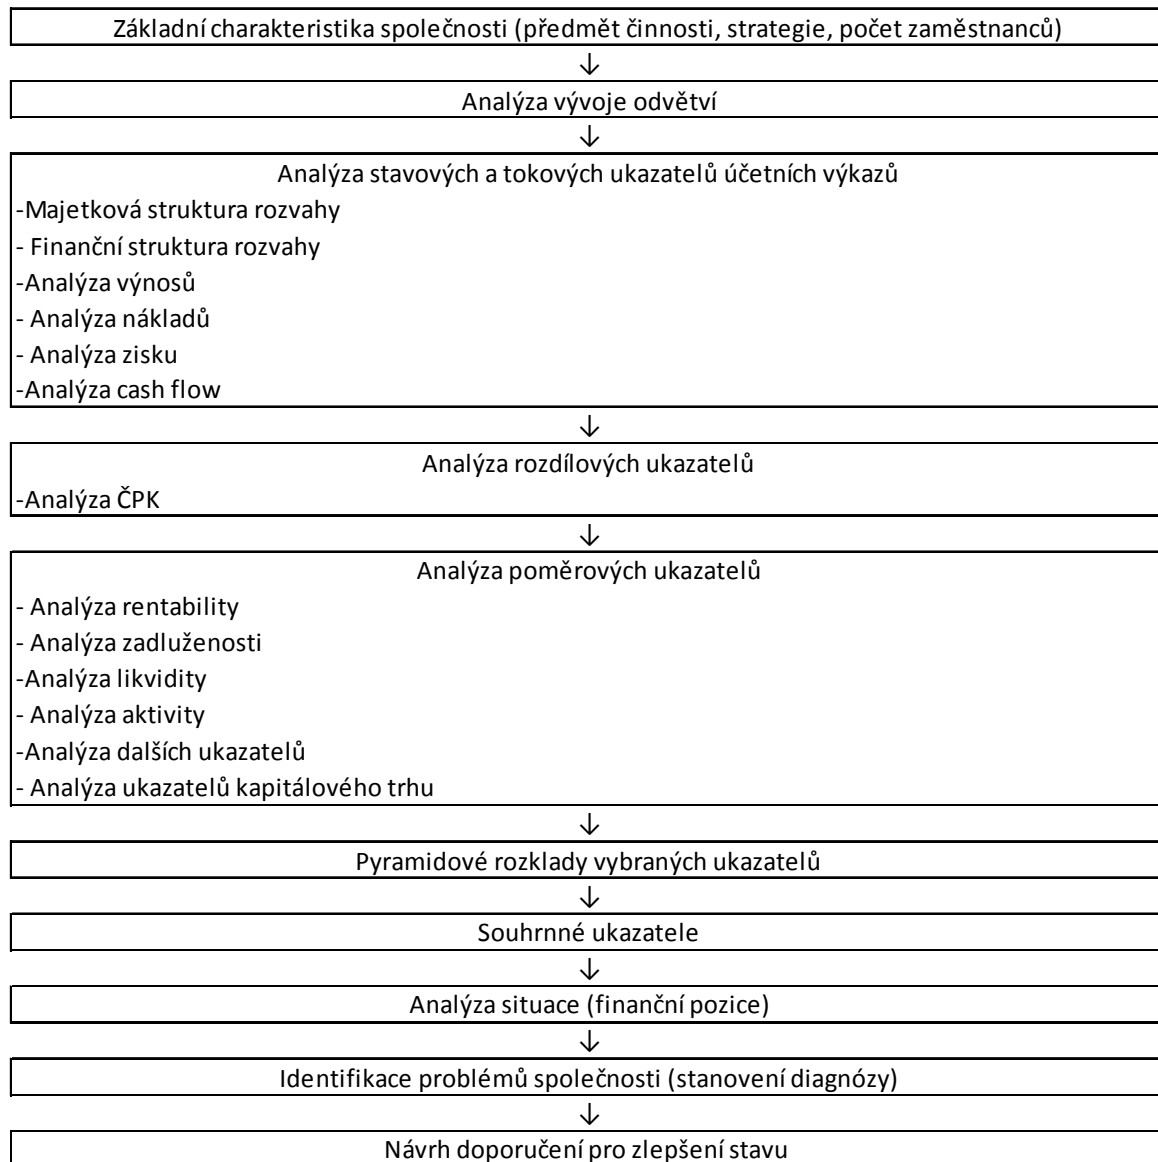 Základní charakteristika společnosti (předmět činnosti, strategie, počet zaměstnanců)
↓
Analýza vývoje odvětví
↓
Analýza stavových a tokových ukazatelů účetních výkazů
-Majetková struktura rozvahy
- Finanční struktura rozvahy
-Analýza výnosů
- Analýza nákladů
- Analýza zisku
-Analýza cash flow
↓
Analýza rozdílových ukazatelů
-Analýza ČPK
↓
Analýza poměrových ukazatelů
- Analýza rentability
- Analýza zadluženosti
-Analýza likvidity
- Analýza aktivity
-Analýza dalších ukazatelů
- Analýza ukazatelů kapitálového trhu
↓
Pyramidové rozklady vybraných ukazatelů
↓
Souhrnné ukazatele
↓
Analýza situace (finanční pozice)
↓
Identifikace problémů společnosti (stanovení diagnózy)
↓
Návrh doporučení pro zlepšení stavu